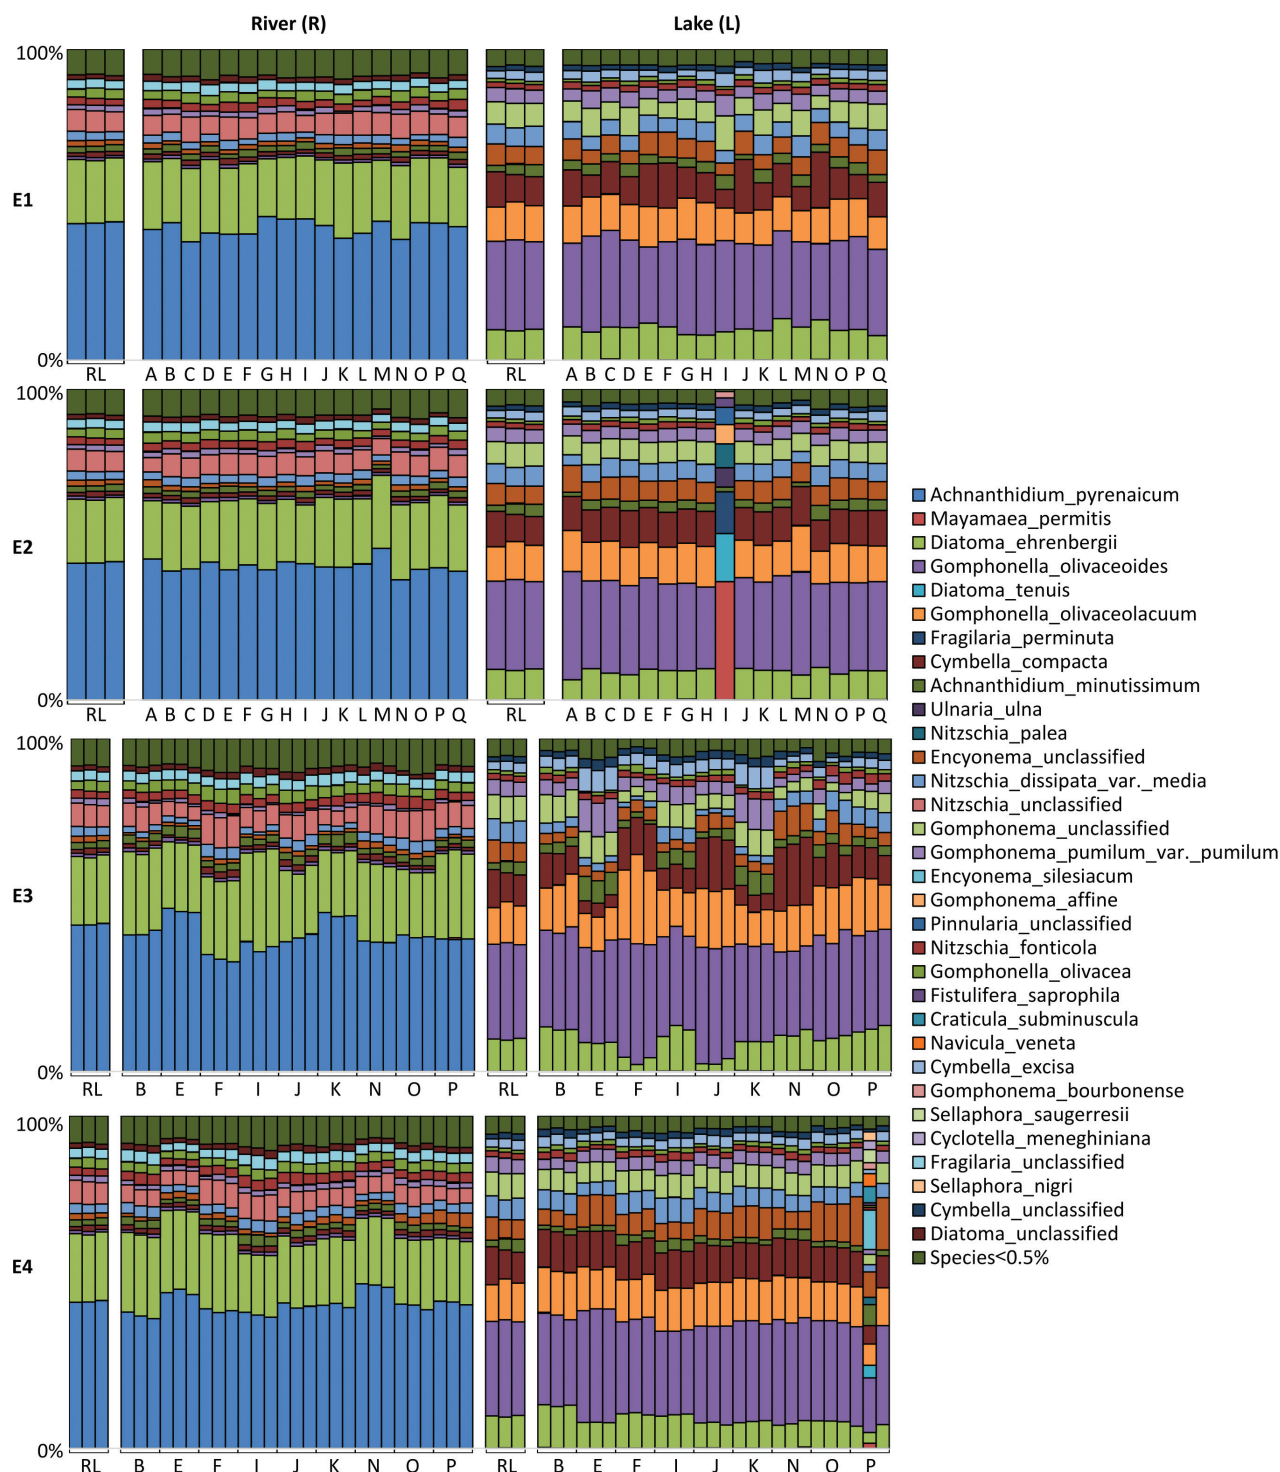 River (R) Lake (L)
100%
E1
0%
RL A B C D E F G H I J K L M N O P Q RL A B C D E F G H I J K L M N O P Q
100%
E2
0%
RL A B C D E F G H I J K L M N O P Q RL A B C D E F G H I J K L M N O P Q
100%
E3
0%
RL B E F I J K N O P RL B E F I J K N O P
100%
E4
0%
RL B E F I J K N O P RL B E F I J K N O P
Achnanthidium_pyrenaicum
Mayamaea_permitis
Diatoma_ehrenbergii
Gomphonella_olivaceoides
Diatoma_tenuis
Gomphonella_olivaceolacuum
Fragilaria_perminuta
Cymbella_compacta
Achnanthidium_minutissimum
Ulnaria_ulna
Nitzschia_palea
Encyonema_unclassified
Nitzschia_dissipata_var._media
Nitzschia_unclassified
Gomphonema_unclassified
Gomphonema_pumilum_var._pumilum
Encyonema_silesiacum
Gomphonema_affine
Pinnularia_unclassified
Nitzschia_fonticola
Gomphonella_olivacea
Fistulifera_saprophila
Craticula_subminuscula
Navicula_veneta
Cymbella_excisa
Gomphonema_bourbonense
Sellaphora_saugerresii
Cyclotella_meneghiniana
Fragilaria_unclassified
Sellaphora_nigri
Cymbella_unclassified
Diatoma_unclassified
Species<0.5%